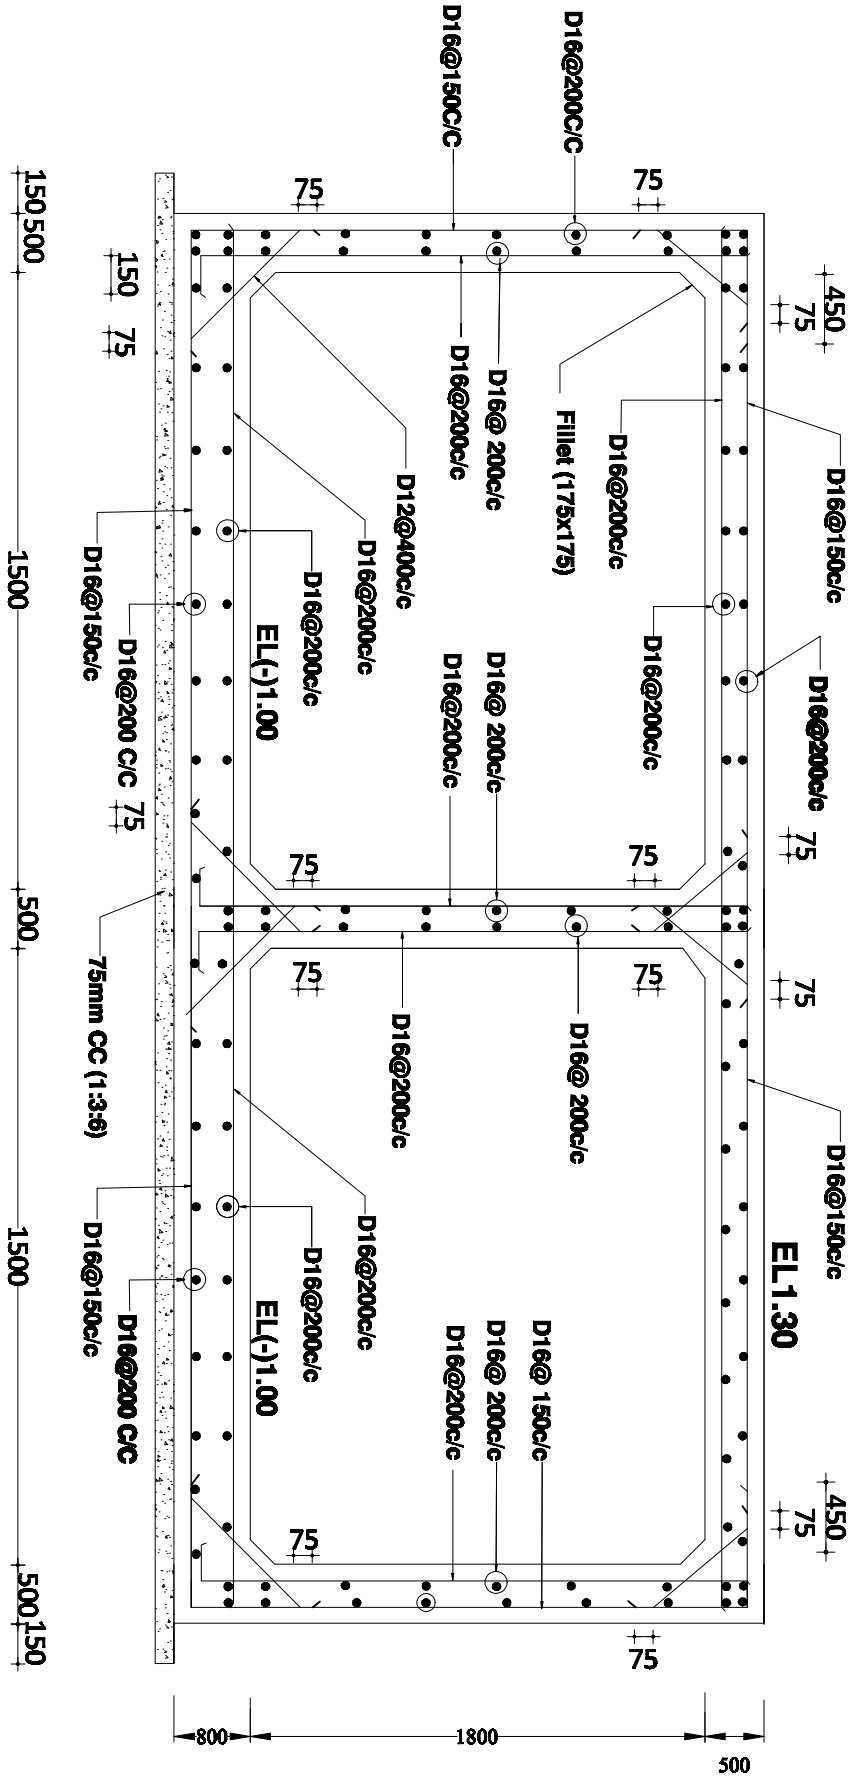 D16@150C/C
D16@200C/C
75
75
150
500
150
75
450
75
D16@200c/c
D16@ 200c/c
Fillet (175x175)
D16@200c/c
D16@150c/c
D12@400c/c
D16@200c/c
D16@200c/c
EL(-)1.00
D16@150c/c
D16@200 C/C
1500
D16@200c/c
D16@ 200c/c
D16@200c/c
D16@200c/c
75
75
75
75
500
75mm CC (1:3:6)
75
75
75
D16@200c/c
D16@ 200c/c
D16@150c/c
EL1.30
D16@200c/c
D16@200c/c
EL(-)1.00
D16@150c/c
D16@200 C/C
1500
D16@200c/c
D16@ 200c/c
D16@ 150c/c
450
75
75
75
500
150
800
1800
500